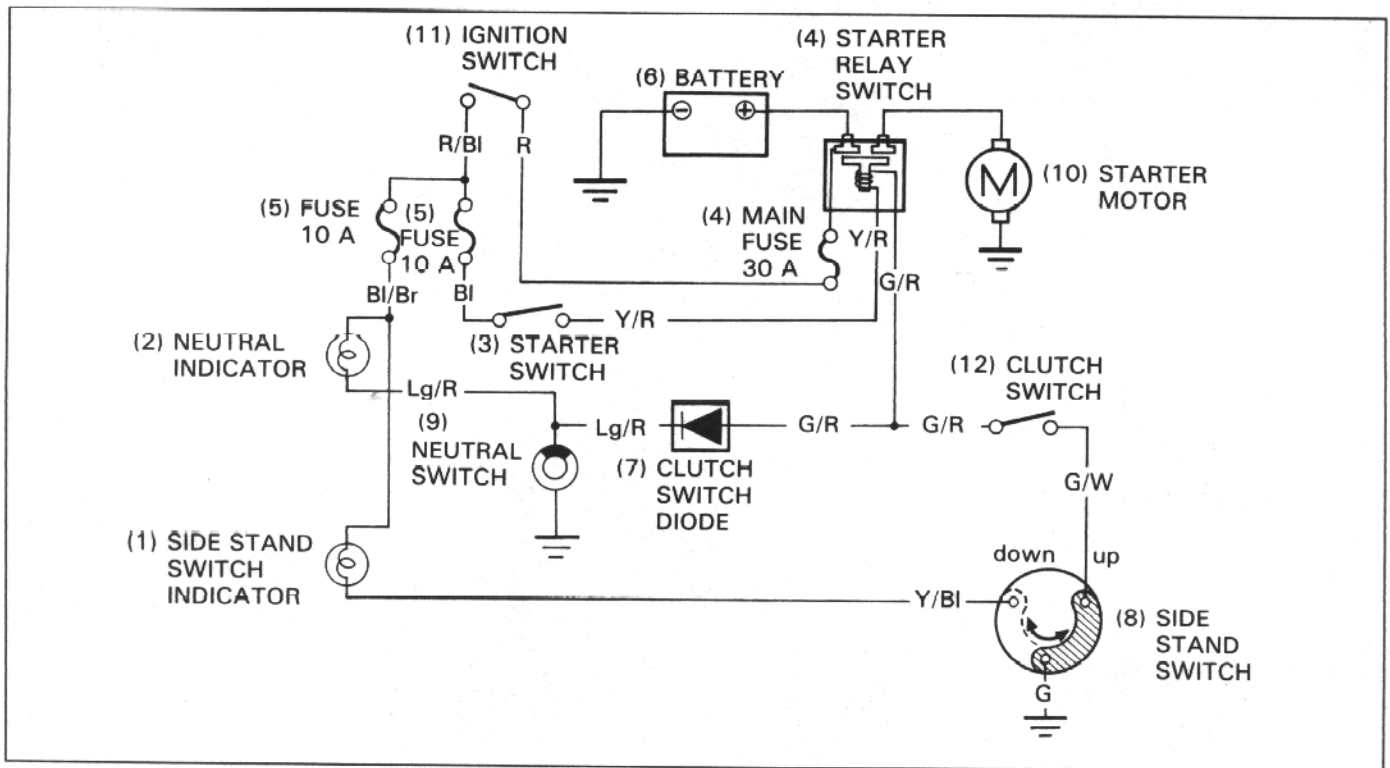 (11) IGNITION
SWITCH
(4) STARTER
RELAY
SWITCH
(6) BATTERY
R/Bl
R
(10) STARTER
MOTOR
M
(5) FUSE
10 A
(5)
FUSE
10 A
(4) MAIN
FUSE
30 A
Y/R
G/R
Bl/Br
Bl
Y/R
(2) NEUTRAL
INDICATOR
(3) STARTER
SWITCH
(12) CLUTCH
SWITCH
Lg/R
(9)
NEUTRAL
SWITCH
Lg/R
G/R
G/R
(7) CLUTCH
SWITCH
DIODE
G/W
(1) SIDE STAND
SWITCH
INDICATOR
down
up
Y/Bl
(8) SIDE
STAND
SWITCH
G